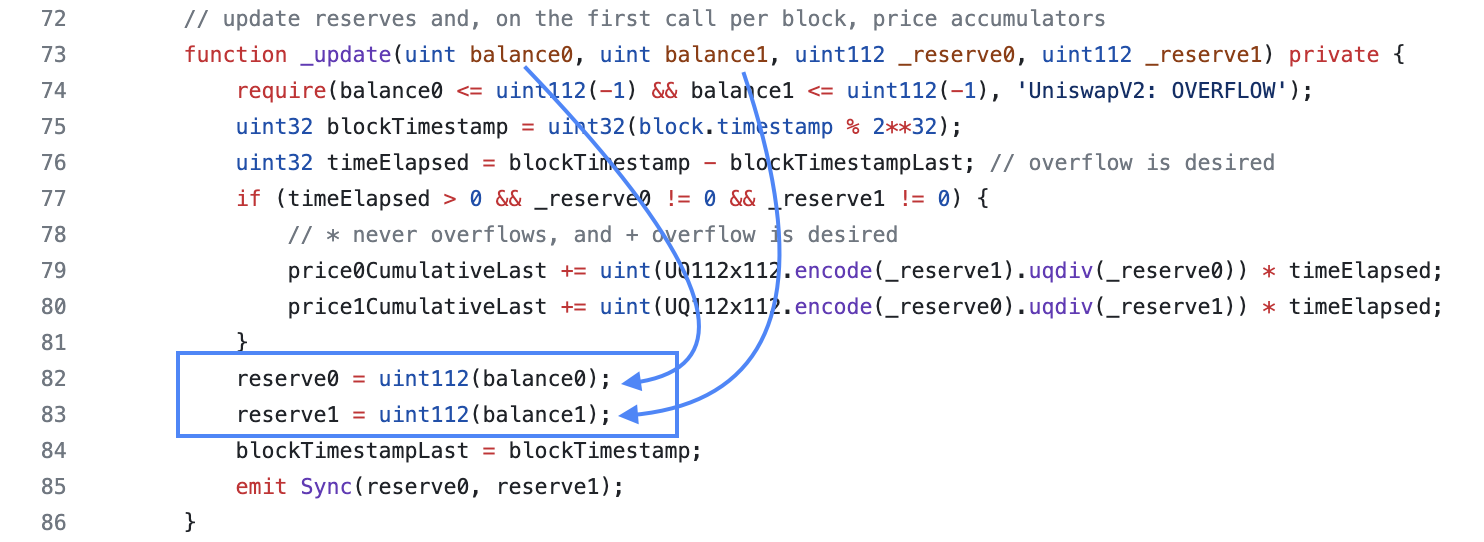 72 // update reserves and, on the first call per block, price accumulators
73 function _update(uint balance0, uint balance1, uint112 _reserve0, uint112 _reserve1) private {
74 require(balance0 <= uint112(-1) && balance1 <= uint112(-1), 'UniswapV2: OVERFLOW');
75 uint32 blockTimestamp = uint32(block.timestamp % 2**32);
76 uint32 timeElapsed = blockTimestamp - blockTimestampLast; // overflow is desired
77 if (timeElapsed > 0 && _reserve0 != 0 && _reserve1 != 0) {
78 // * never overflows, and + overflow is desired
79 price0CumulativeLast += uint(UQ112x112.encode(_reserve1).uqdiv(_reserve0)) * timeElapsed;
80 price1CumulativeLast += uint(UQ112x112.encode(_reserve0).uqdiv(_reserve1)) * timeElapsed;
81 }
82 reserve0 = uint112(balance0);
83 reserve1 = uint112(balance1);
84 blockTimestampLast = blockTimestamp;
85 emit Sync(reserve0, reserve1);
86 }